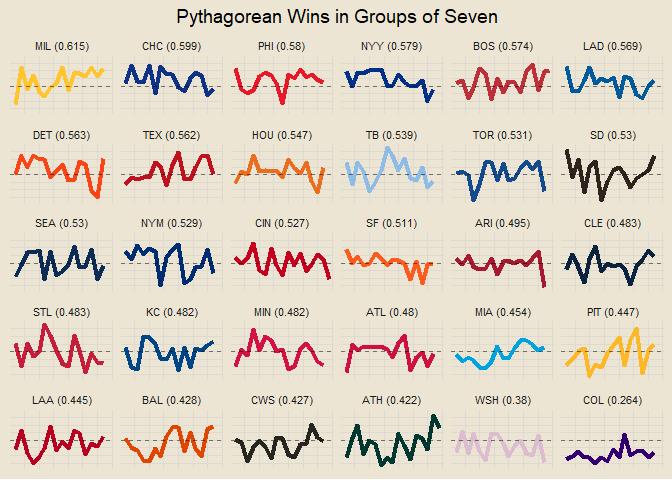 Pythagorean Wins in Groups of Seven
MIL (0.615) CHC (0.599) PHI (0.58) NYY (0.579) BOS (0.574) LAD (0.569)
DET (0.563) TEX (0.562) HOU (0.547) TB (0.539) TOR (0.531) SD (0.53)
SEA (0.53) NYM (0.529) CIN (0.527) SF (0.511) ARI (0.495) CLE (0.483)
STL (0.483) KC (0.482) MIN (0.482) ATL (0.48) MIA (0.454) PIT (0.447)
LAA (0.445) BAL (0.428) CWS (0.427) ATH (0.422) WSH (0.38) COL (0.264)